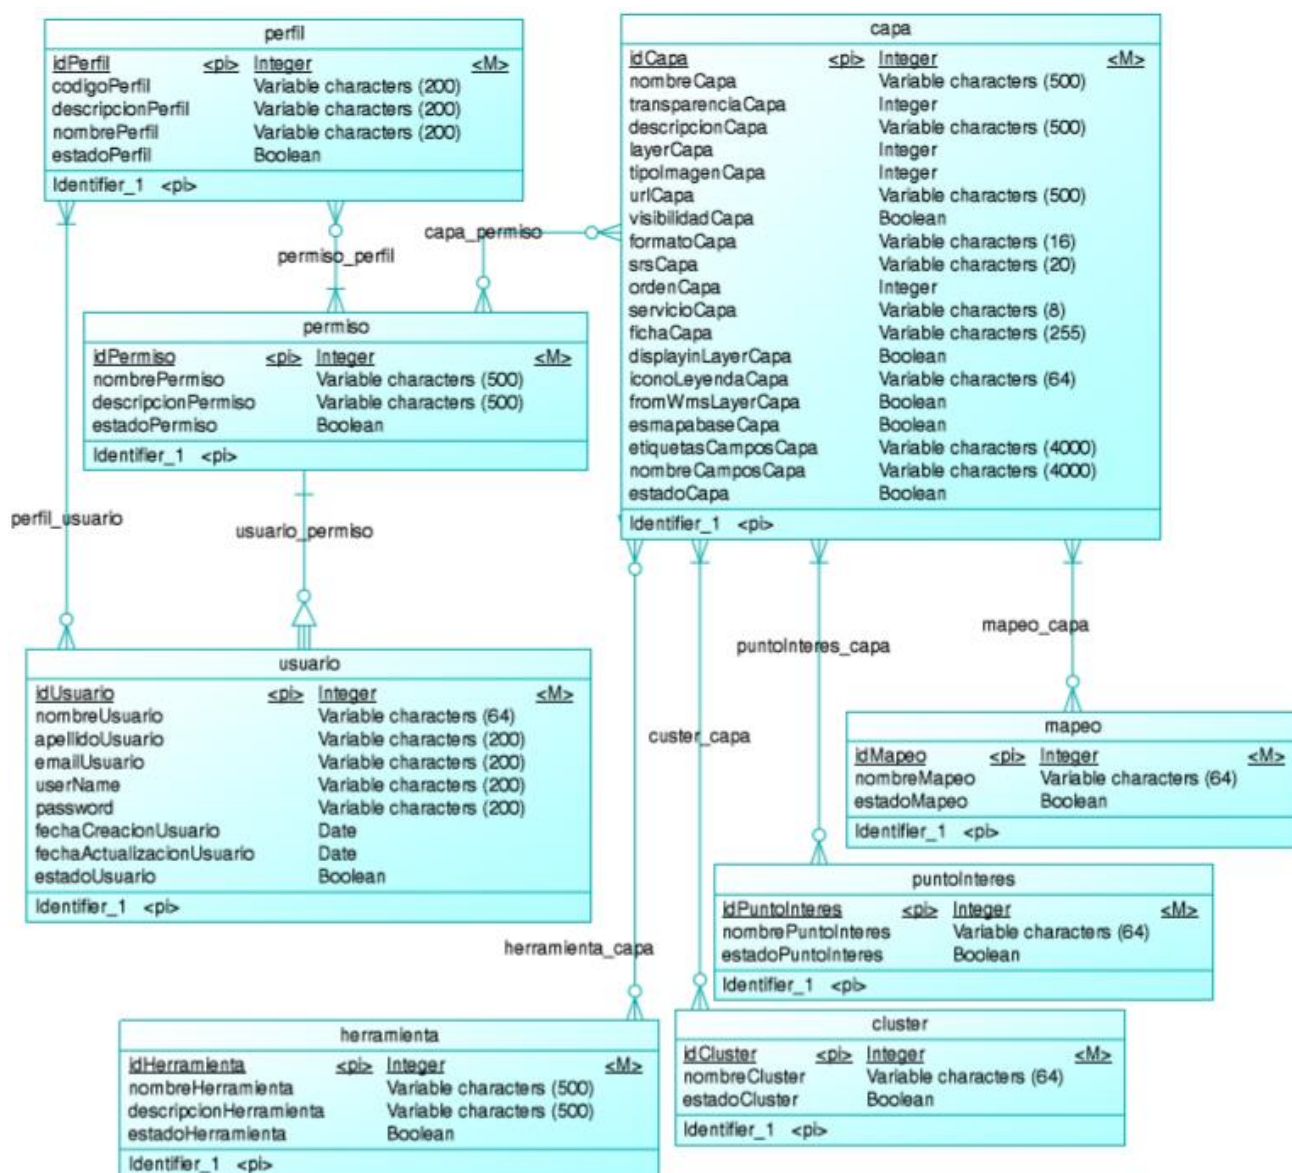 perfil
idPerfil <pi> Integer <M>
codigoPerfil Variable characters (200)
descripcionPerfil Variable characters (200)
nombrePerfil Variable characters (200)
estadoPerfil Boolean
Identifier_1 <pi>
capa
idCapa <pi> Integer <M>
nombreCapa Variable characters (500)
transparenciaCapa Integer
descripcionCapa Variable characters (500)
layerCapa Integer
tipoImagenCapa Integer
urlCapa Variable characters (500)
visibilidadCapa Boolean
formatoCapa Variable characters (16)
srsCapa Variable characters (20)
ordenCapa Integer
servicioCapa Variable characters (8)
fichaCapa Variable characters (255)
displayinLayerCapa Boolean
iconoLeyendaCapa Variable characters (64)
fromWmsLayerCapa Boolean
esmapabaseCapa Boolean
etiquetasCamposCapa Variable characters (4000)
nombreCamposCapa Variable characters (4000)
estadoCapa Boolean
Identifier_1 <pi>
capa_permiso
permiso_perfil
permiso
idPermiso <pi> Integer <M>
nombrePermiso Variable characters (500)
descripcionPermiso Variable characters (500)
estadoPermiso Boolean
Identifier_1 <pi>
perfil_usuario
usuario_permiso
usuario
idUsuario <pi> Integer <M>
nombreUsuario Variable characters (64)
apellidoUsuario Variable characters (200)
emailUsuario Variable characters (200)
userName Variable characters (200)
password Variable characters (200)
fechaCreacionUsuario Date
fechaActualizacionUsuario Date
estadoUsuario Boolean
Identifier_1 <pi>
mapeo_capa
puntoInteres_capa
custer_capa
herramienta_capa
mapeo
idMapeo <pi> Integer <M>
nombreMapeo Variable characters (64)
estadoMapeo Boolean
Identifier_1 <pi>
puntoInteres
idPuntoInteres <pi> Integer <M>
nombrePuntoInteres Variable characters (64)
estadoPuntoInteres Boolean
Identifier_1 <pi>
cluster
idCluster <pi> Integer <M>
nombreCluster Variable characters (64)
estadoCluster Boolean
Identifier_1 <pi>
herramienta
idHerramienta <pi> Integer <M>
nombreHerramienta Variable characters (500)
descripcionHerramienta Variable characters (500)
estadoHerramienta Boolean
Identifier_1 <pi>